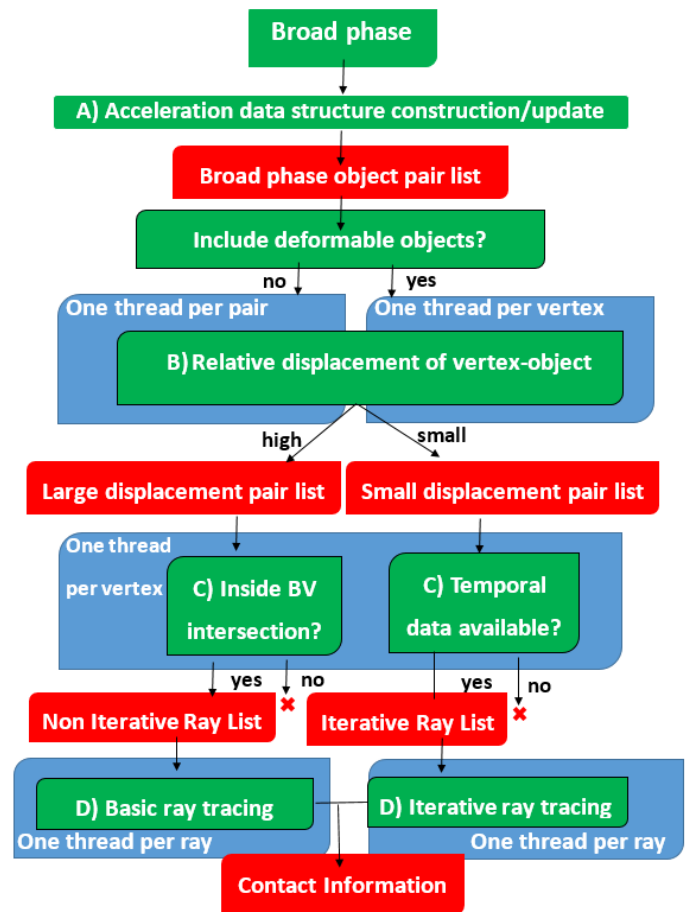 Broad phase
A) Acceleration data structure construction/update
Broad phase object pair list
Include deformable objects?
no
yes
One thread per pair
One thread per vertex
B) Relative displacement of vertex-object
high
small
Large displacement pair list
Small displacement pair list
One thread
per vertex
C) Inside BV
intersection?
C) Temporal
data available?
yes
no
yes
no
Non Iterative Ray List
Iterative Ray List
D) Basic ray tracing
D) Iterative ray tracing
One thread per ray
One thread per ray
Contact Information